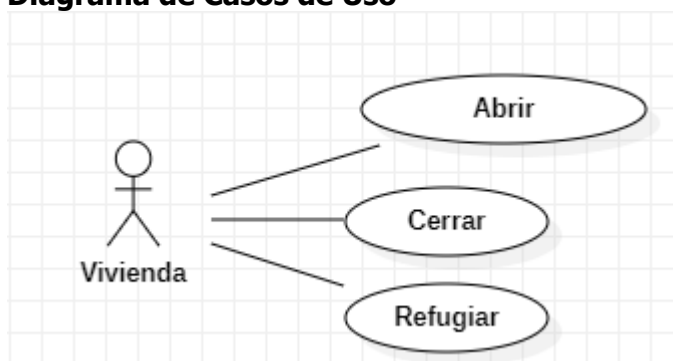 Diagrama de Casos de Uso
Abrir
Cerrar
Vivienda
Refugiar